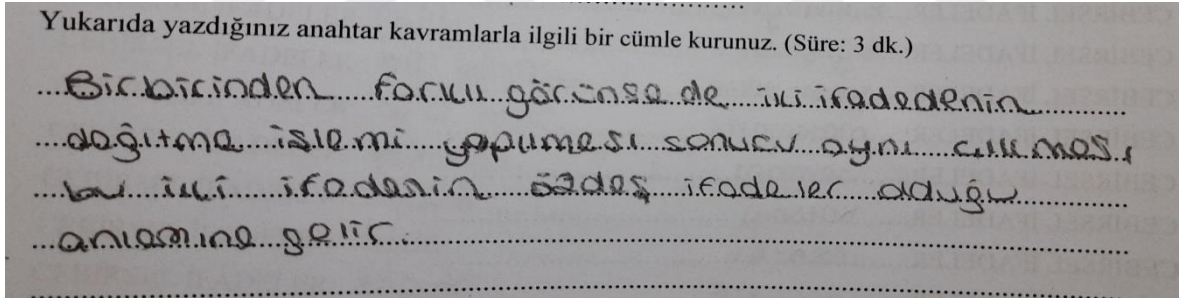 Yukarıda yazdığınız anahtar kavramlarla ilgili bir cümle kurunuz. (Süre: 3 dk.)
Birbirinden farklı görünse de iki ifadedenin
dağıtma işlemi yapılması sonucu aynı çıkması
bu iki ifadenin özdeş ifadeler olduğu
anlamına gelir.